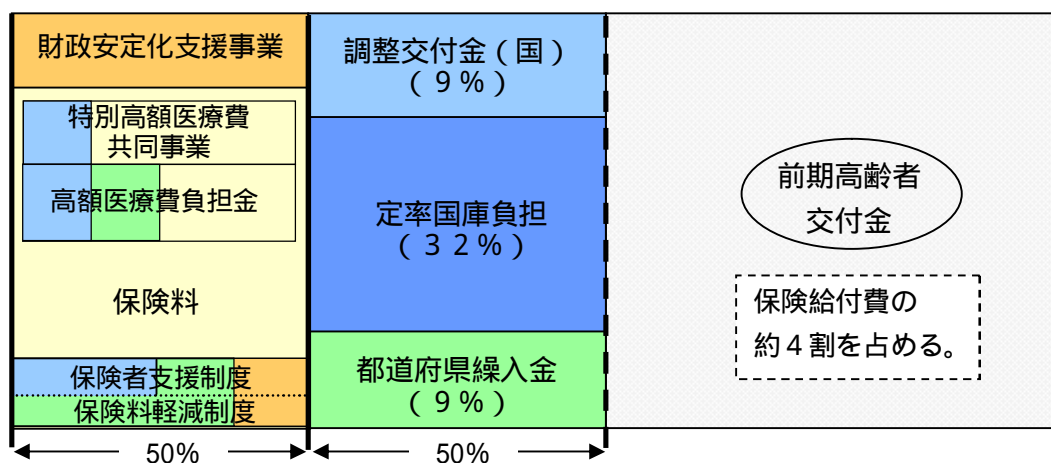 財政安定化支援事業
特別高額医療費
共同事業
高額医療費負担金
保険料
保険者支援制度
保険料軽減制度
50%
調整交付金(国)
(9%)
定率国庫負担
(32%)
都道府県繰入金
(9%)
50%
前期高齢者
交付金
保険給付費の
約4割を占める。